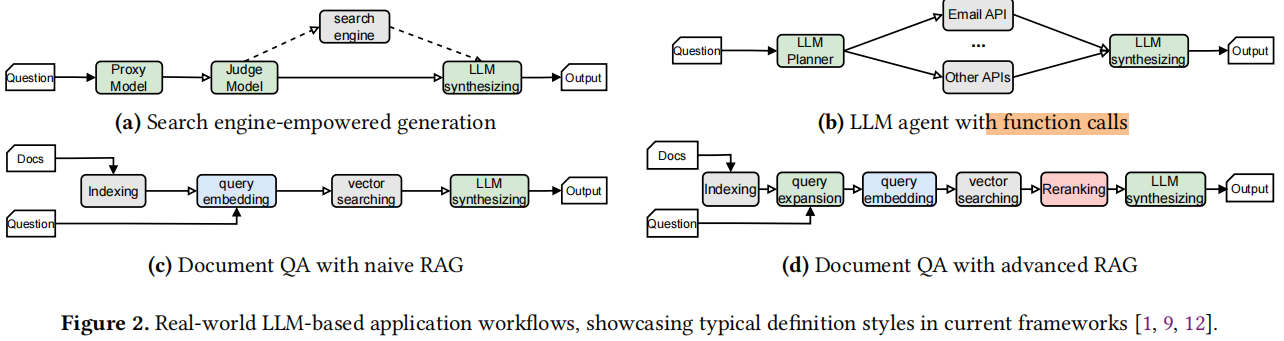 Question
Proxy
Model
Judge
Model
search
engine
LLM
synthesizing
Output
(a) Search engine-empowered generation
Question
LLM
Planner
Email API
...
Other APIs
LLM
synthesizing
Output
(b) LLM agent with function calls
Docs
Indexing
Question
query
embedding
vector
searching
LLM
synthesizing
Output
(c) Document QA with naive RAG
Docs
Indexing
Question
query
expansion
query
embedding
vector
searching
Reranking
LLM
synthesizing
Output
(d) Document QA with advanced RAG
Figure 2. Real-world LLM-based application workflows, showcasing typical definition styles in current frameworks [1, 9, 12].